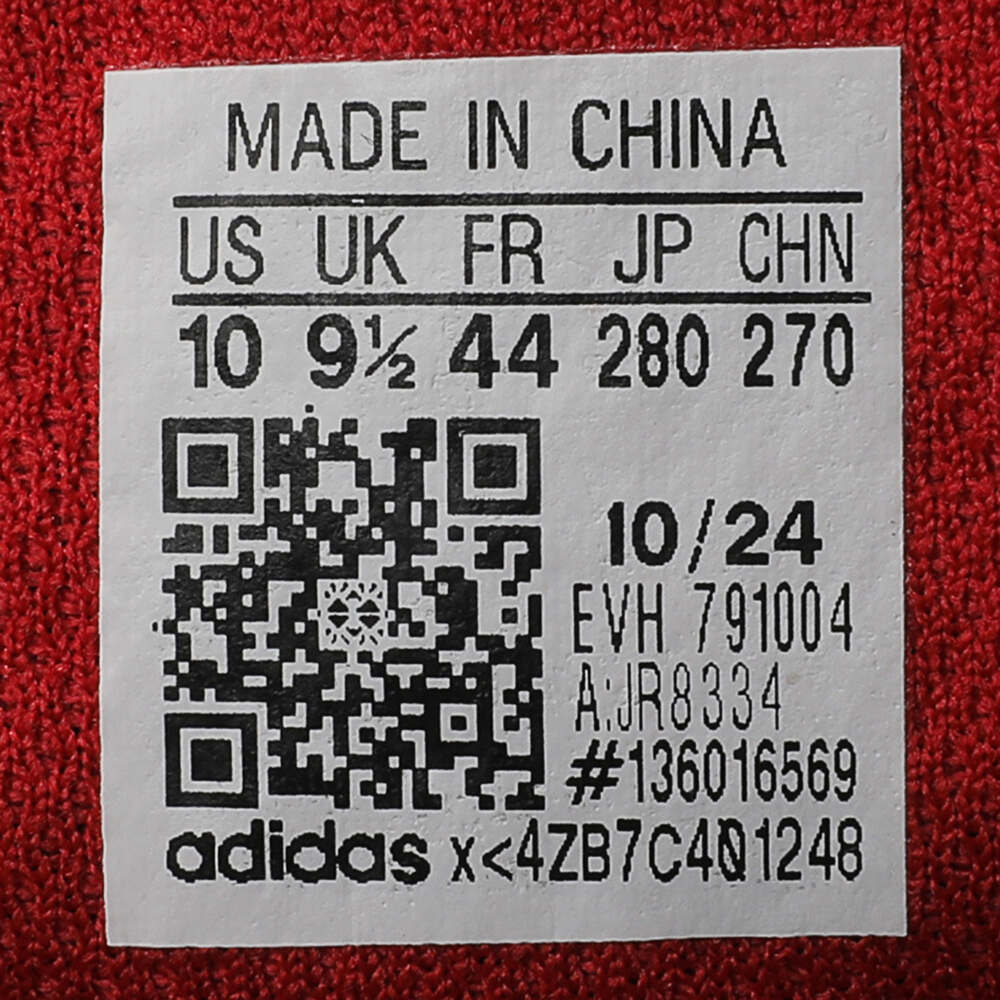 MADE IN CHINA
US UK FR JP CHN
10 9½ 44 280 270
10/24
EVH 791004
A:JR8334
#136016569
adidas x<4ZB7C4Q1248